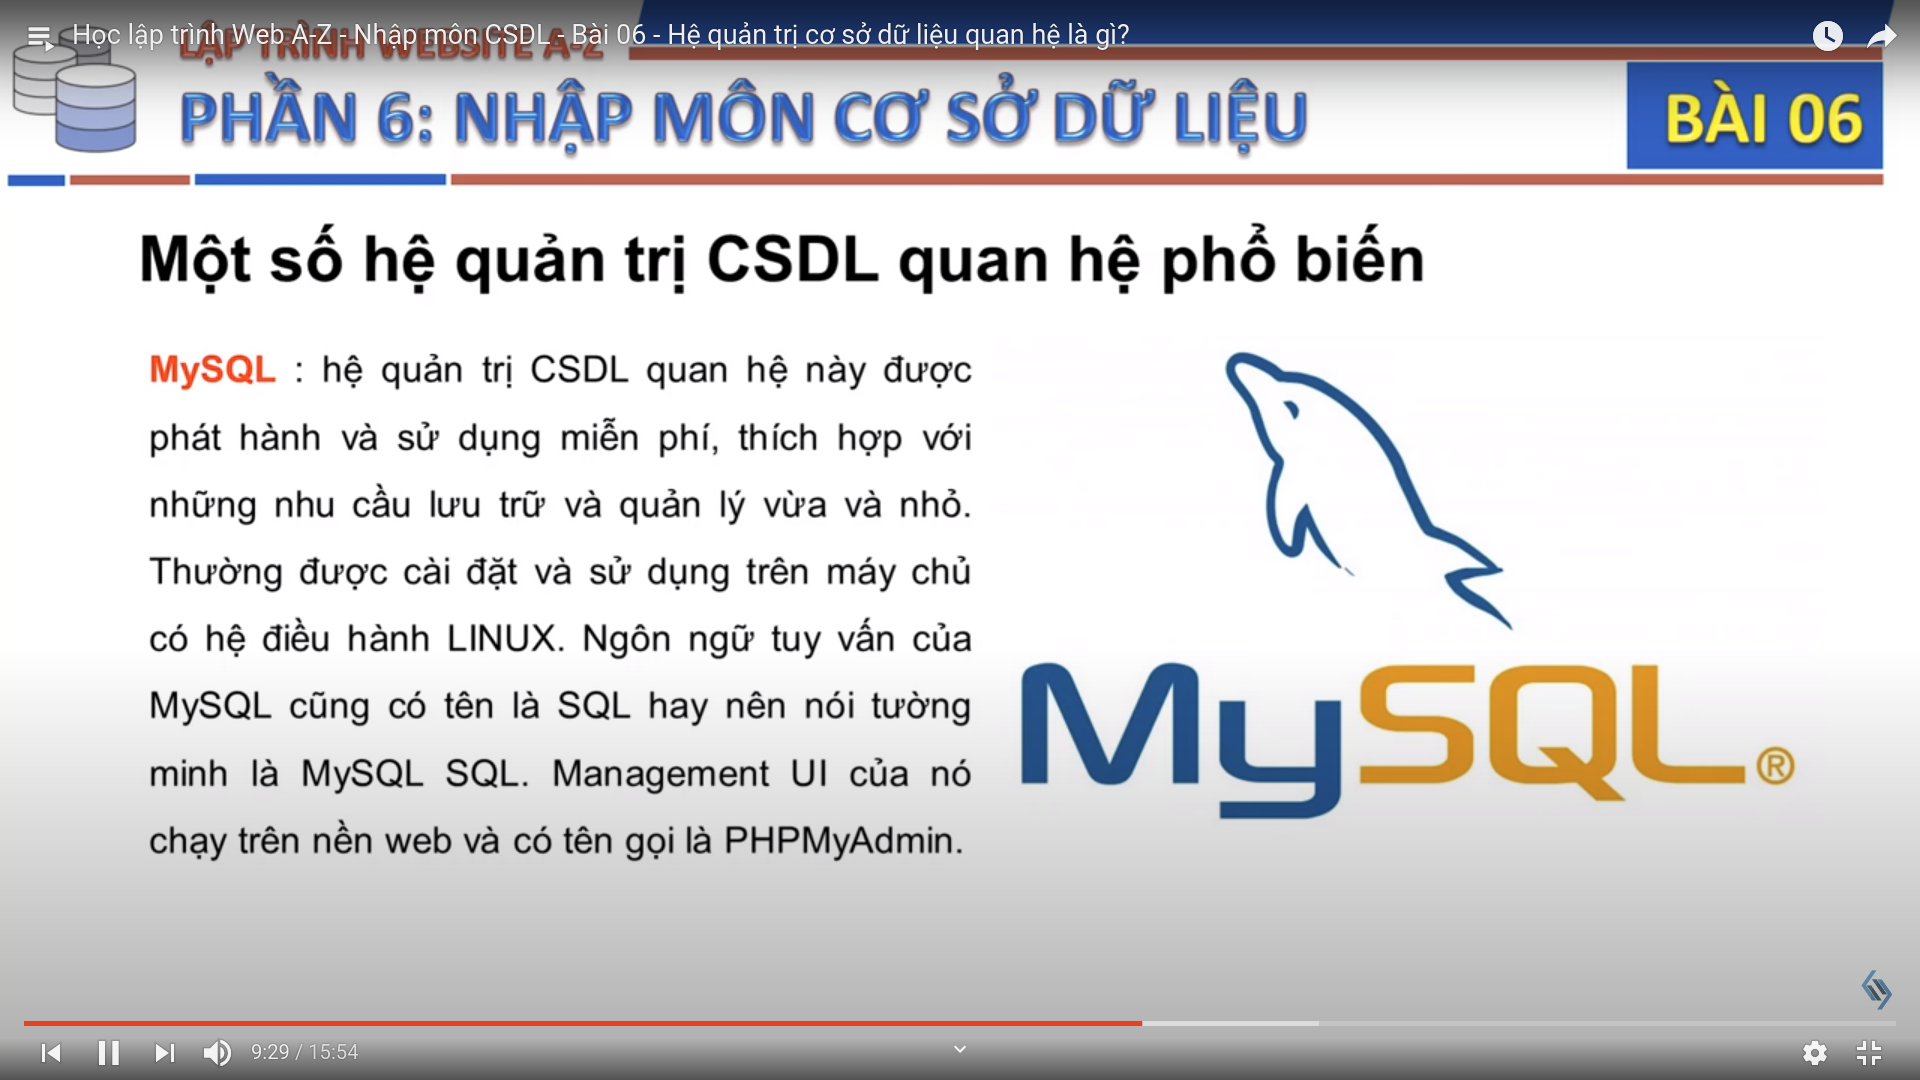 Học lập trình Web A-Z - Nhập môn CSDL - Bài 06 - Hệ quản trị cơ sở dữ liệu quan hệ là gì?
LẬP TRÌNH WEBSITE A-Z
PHẦN 6: NHẬP MÔN CƠ SỞ DỮ LIỆU
BÀI 06
Một số hệ quản trị CSDL quan hệ phổ biến
MySQL : hệ quản trị CSDL quan hệ này được
phát hành và sử dụng miễn phí, thích hợp với
những nhu cầu lưu trữ và quản lý vừa và nhỏ.
Thường được cài đặt và sử dụng trên máy chủ
có hệ điều hành LINUX. Ngôn ngữ tuy vấn của
MySQL cũng có tên là SQL hay nên nói tường
minh là MySQL SQL. Management UI của nó
chạy trên nền web và có tên gọi là PHPMyAdmin.
MySQL®
9:29 / 15:54